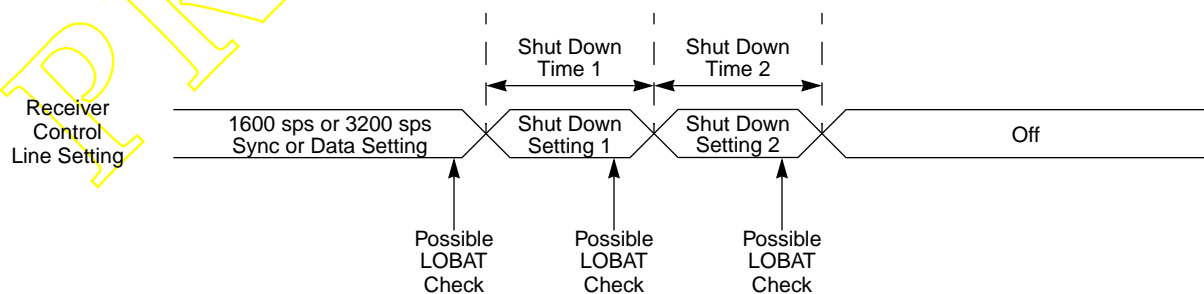 Shut Down
Time 1
Shut Down
Time 2
Receiver
Control
Line Setting
1600 sps or 3200 sps
Sync or Data Setting
Shut Down
Setting 1
Shut Down
Setting 2
Off
Possible
LOBAT
Check
Possible
LOBAT
Check
Possible
LOBAT
Check